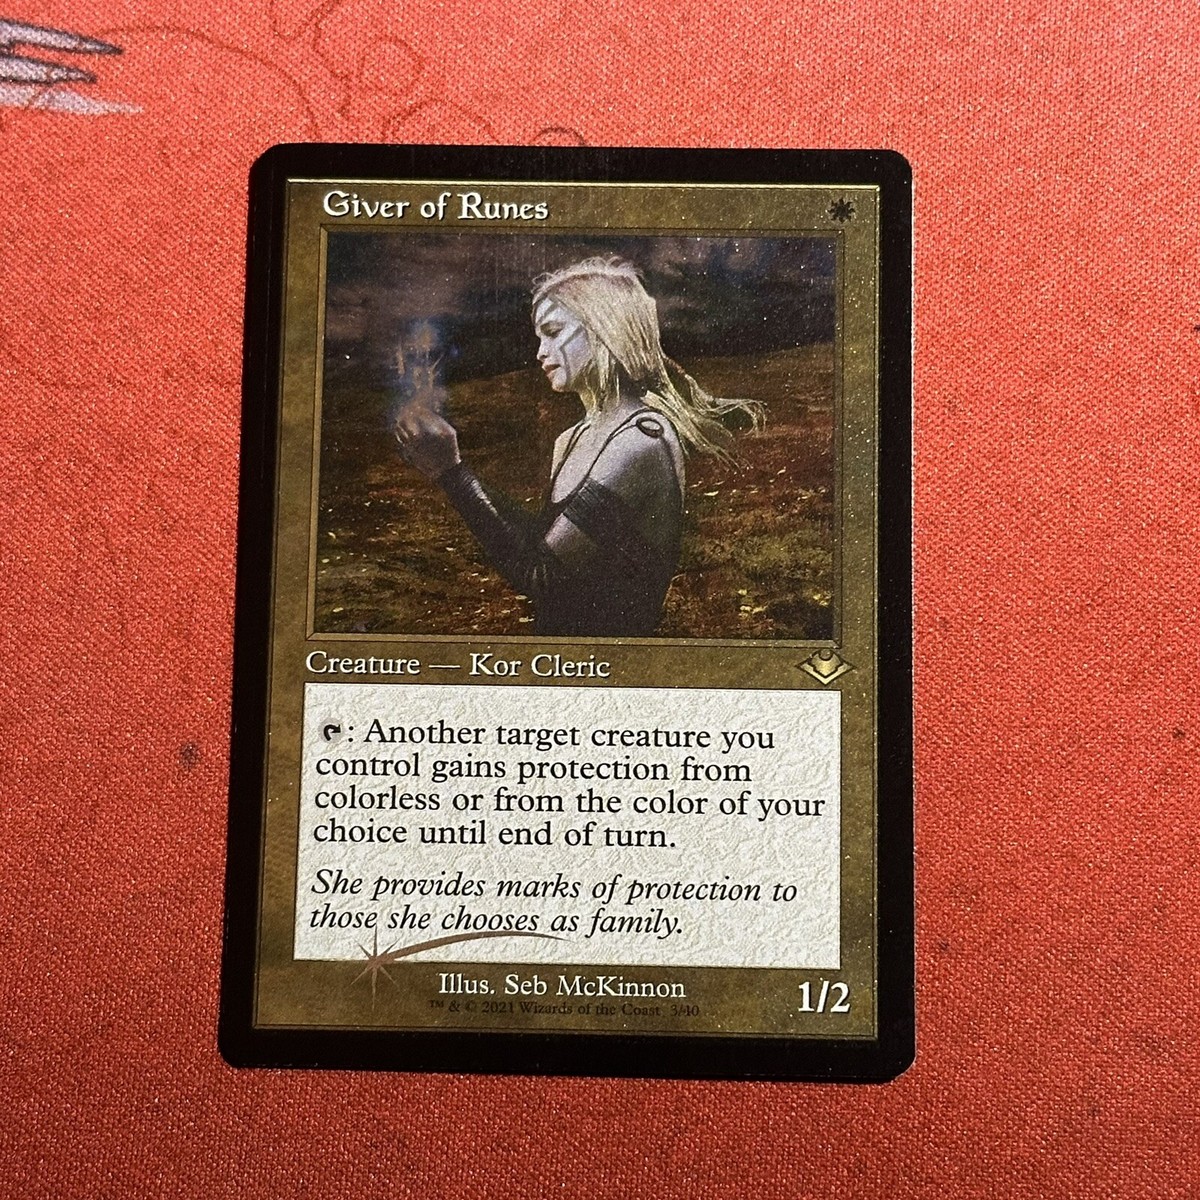 Giver of Runes
Creature — Kor Cleric
: Another target creature you
control gains protection from
colorless or from the color of your
choice until end of turn.
She provides marks of protection to
those she chooses as family.
Illus. Seb McKinnon
™ & © 2021 Wizards of the Coast 3/40
1/2